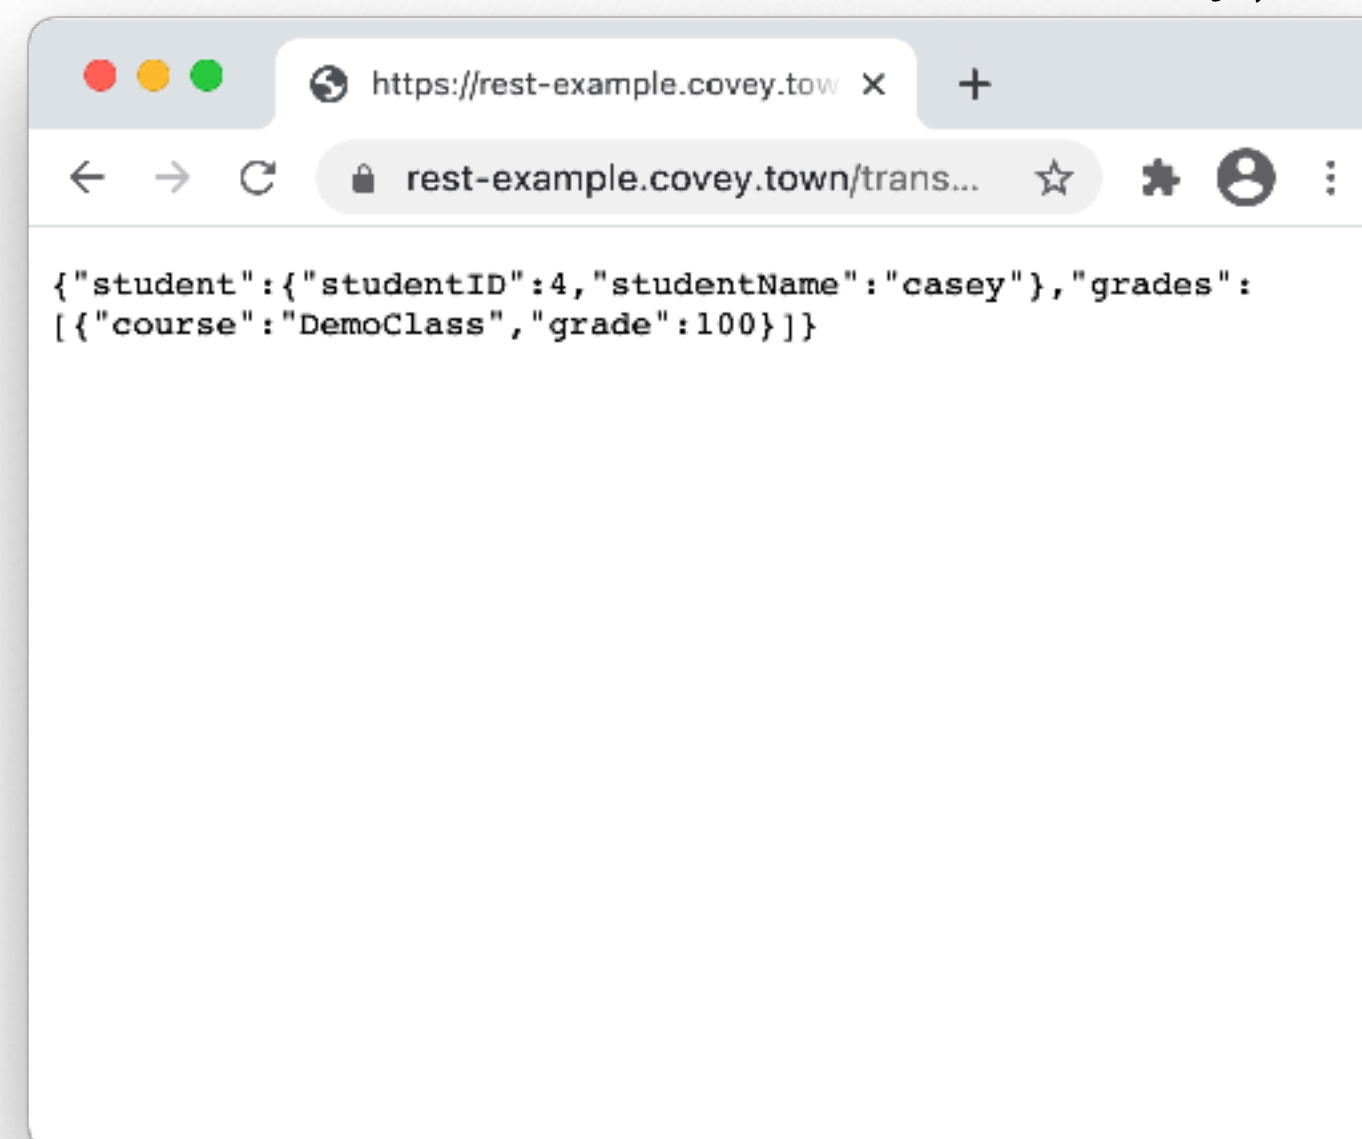 https://rest-example.covey.tow
rest-example.covey.town/trans...
{"student":{"studentID":4,"studentName":"casey"},"grades":
[{"course":"DemoClass","grade":100}]}